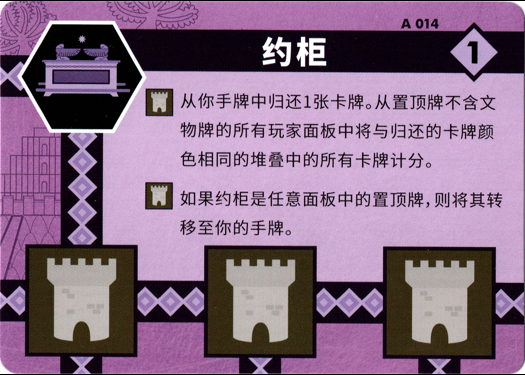 A 014
约柜
1
从你手牌中归还1张卡牌。从置顶牌不含文
物牌的所有玩家面板中将与归还的卡牌颜
色相同的堆叠中的所有卡牌计分。
如果约柜是任意面板中的置顶牌，则将其转
移至你的手牌。